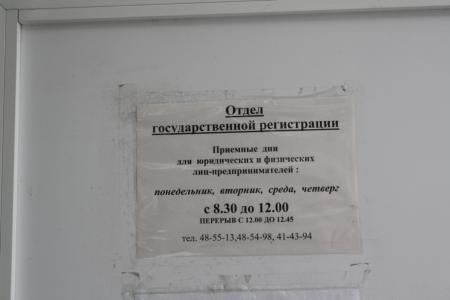 Отдел
государственной регистрации
Приемные дни
для юридических и физических
лиц-предпринимателей :
понедельник, вторник, среда, четверг
с 8.30 до 12.00
ПЕРЕРЫВ С 12.00 ДО 12.45
тел. 48-55-13,48-54-98, 41-43-94